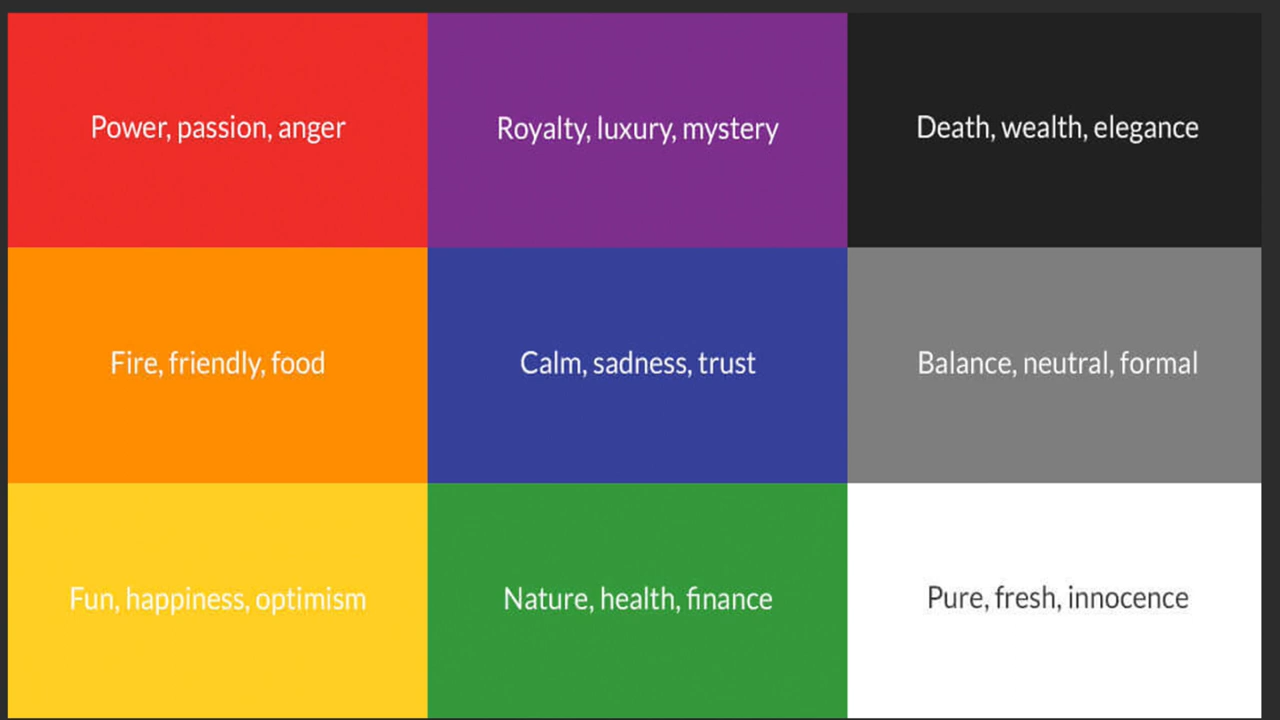 Power, passion, anger
Royalty, luxury, mystery
Death, wealth, elegance
Fire, friendly, food
Calm, sadness, trust
Balance, neutral, formal
Fun, happiness, optimism
Nature, health, finance
Pure, fresh, innocence